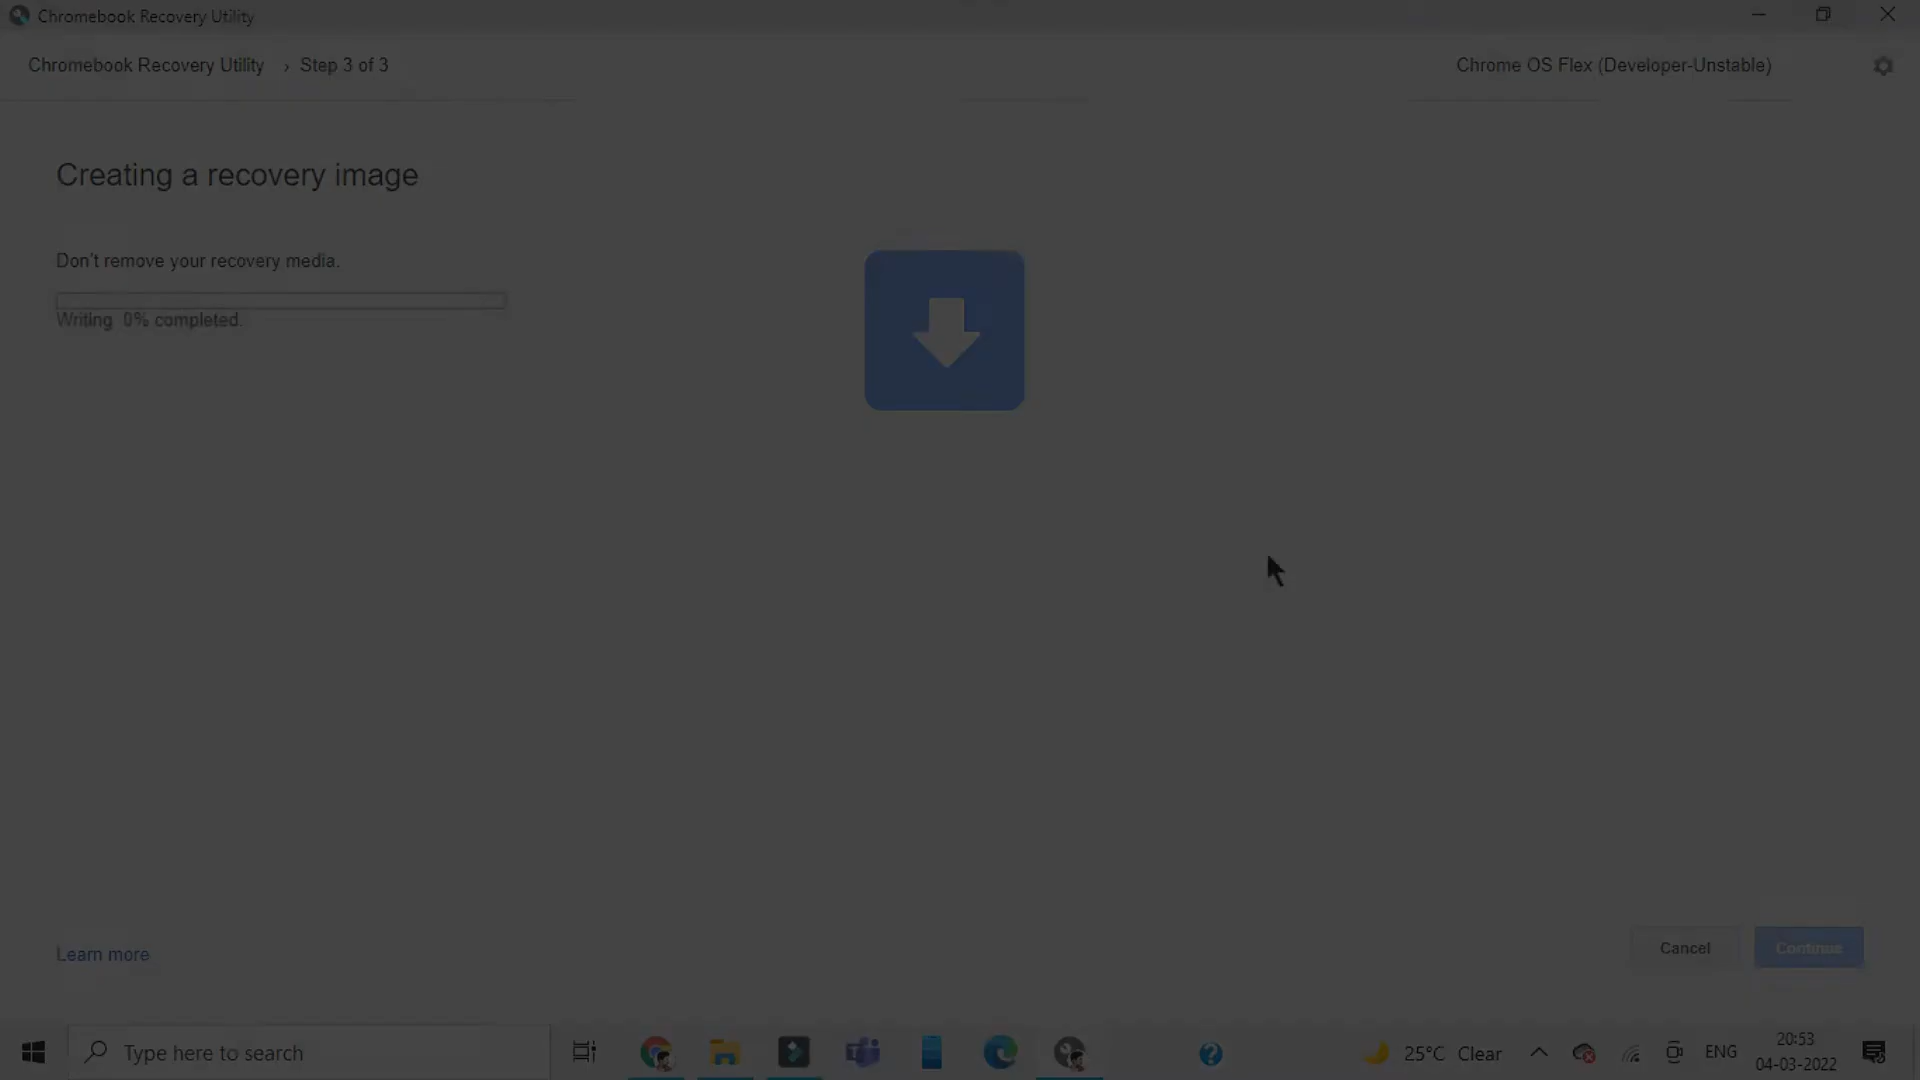 Chromebook Recovery Utility
Chromebook Recovery Utility › Step 3 of 3
Chrome OS Flex (Developer-Unstable)
Creating a recovery image
Don't remove your recovery media.
Writing 0% completed.
Learn more
Cancel
Continue
Type here to search
25°C Clear
ENG
20:53
04-03-2022